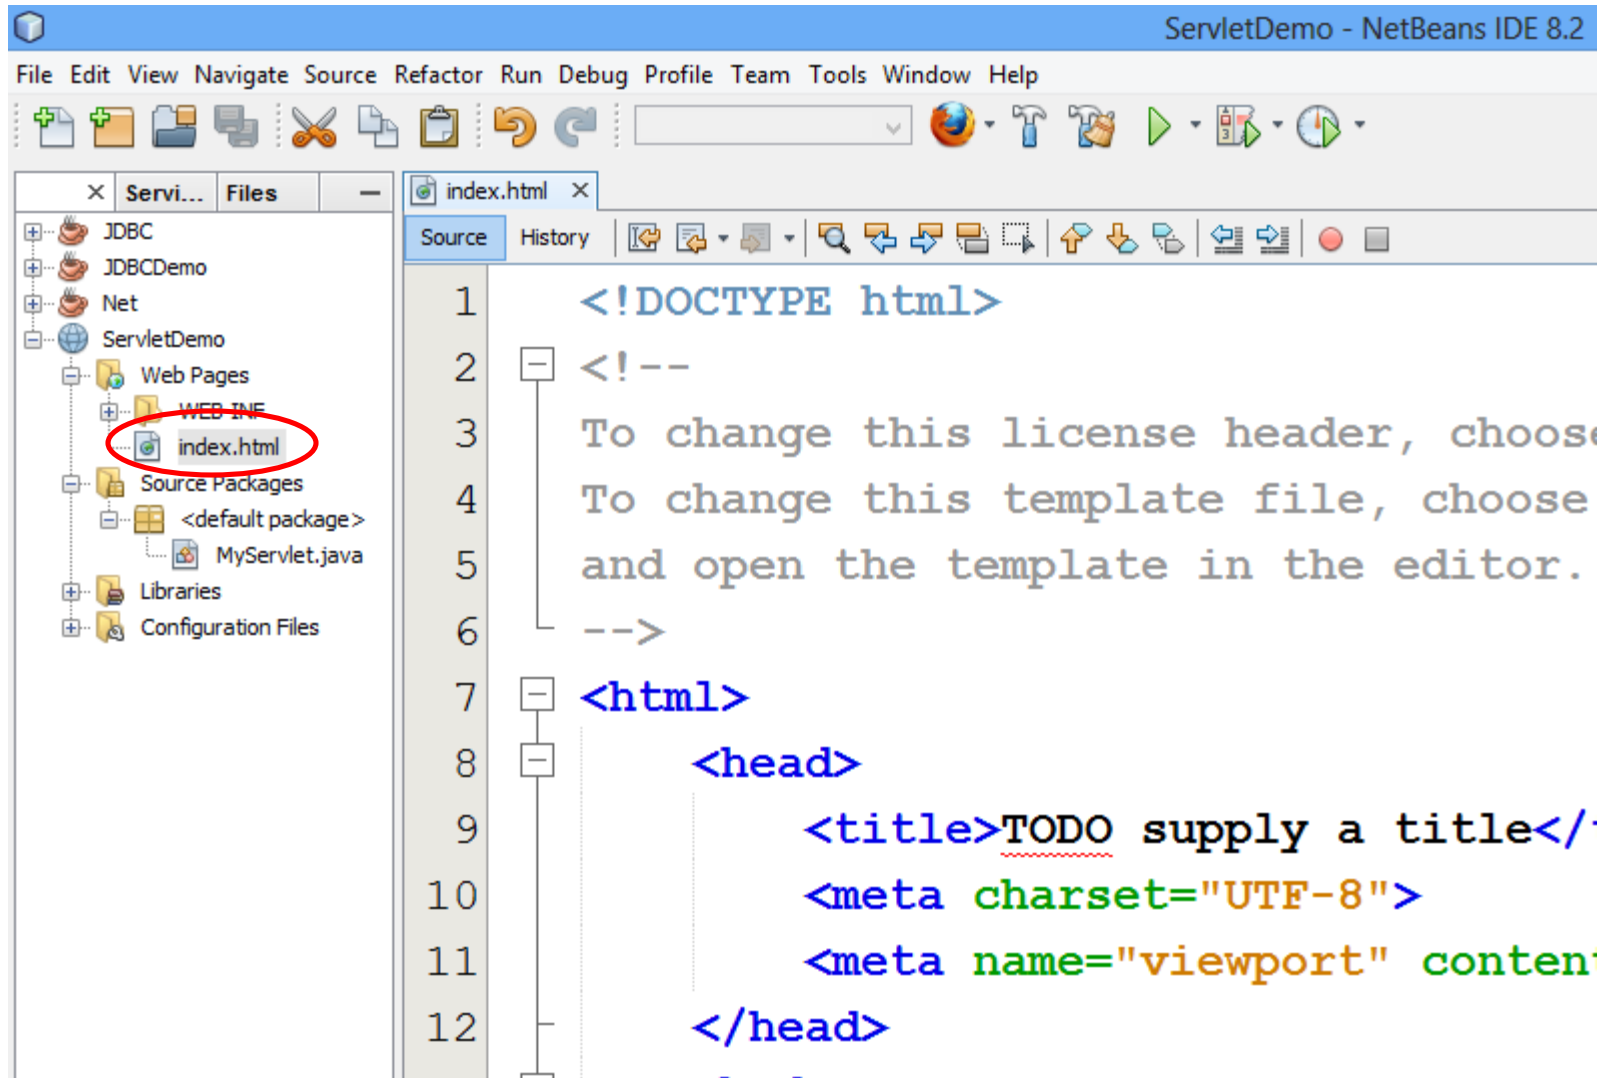 ServletDemo - NetBeans IDE 8.2
File Edit View Navigate Source Refactor Run Debug Profile Team Tools Window Help
Servi... Files
index.html
JDBC
JDBCDemo
Net
ServletDemo
Web Pages
WEB-INF
index.html
Source Packages
<default package>
MyServlet.java
Libraries
Configuration Files
Source History
1 <!DOCTYPE html>
2 <!--
3 To change this license header, choose
4 To change this template file, choose
5 and open the template in the editor.
6 -->
7 <html>
8 <head>
9 <title>TODO supply a title</
10 <meta charset="UTF-8">
11 <meta name="viewport" content
12 </head>